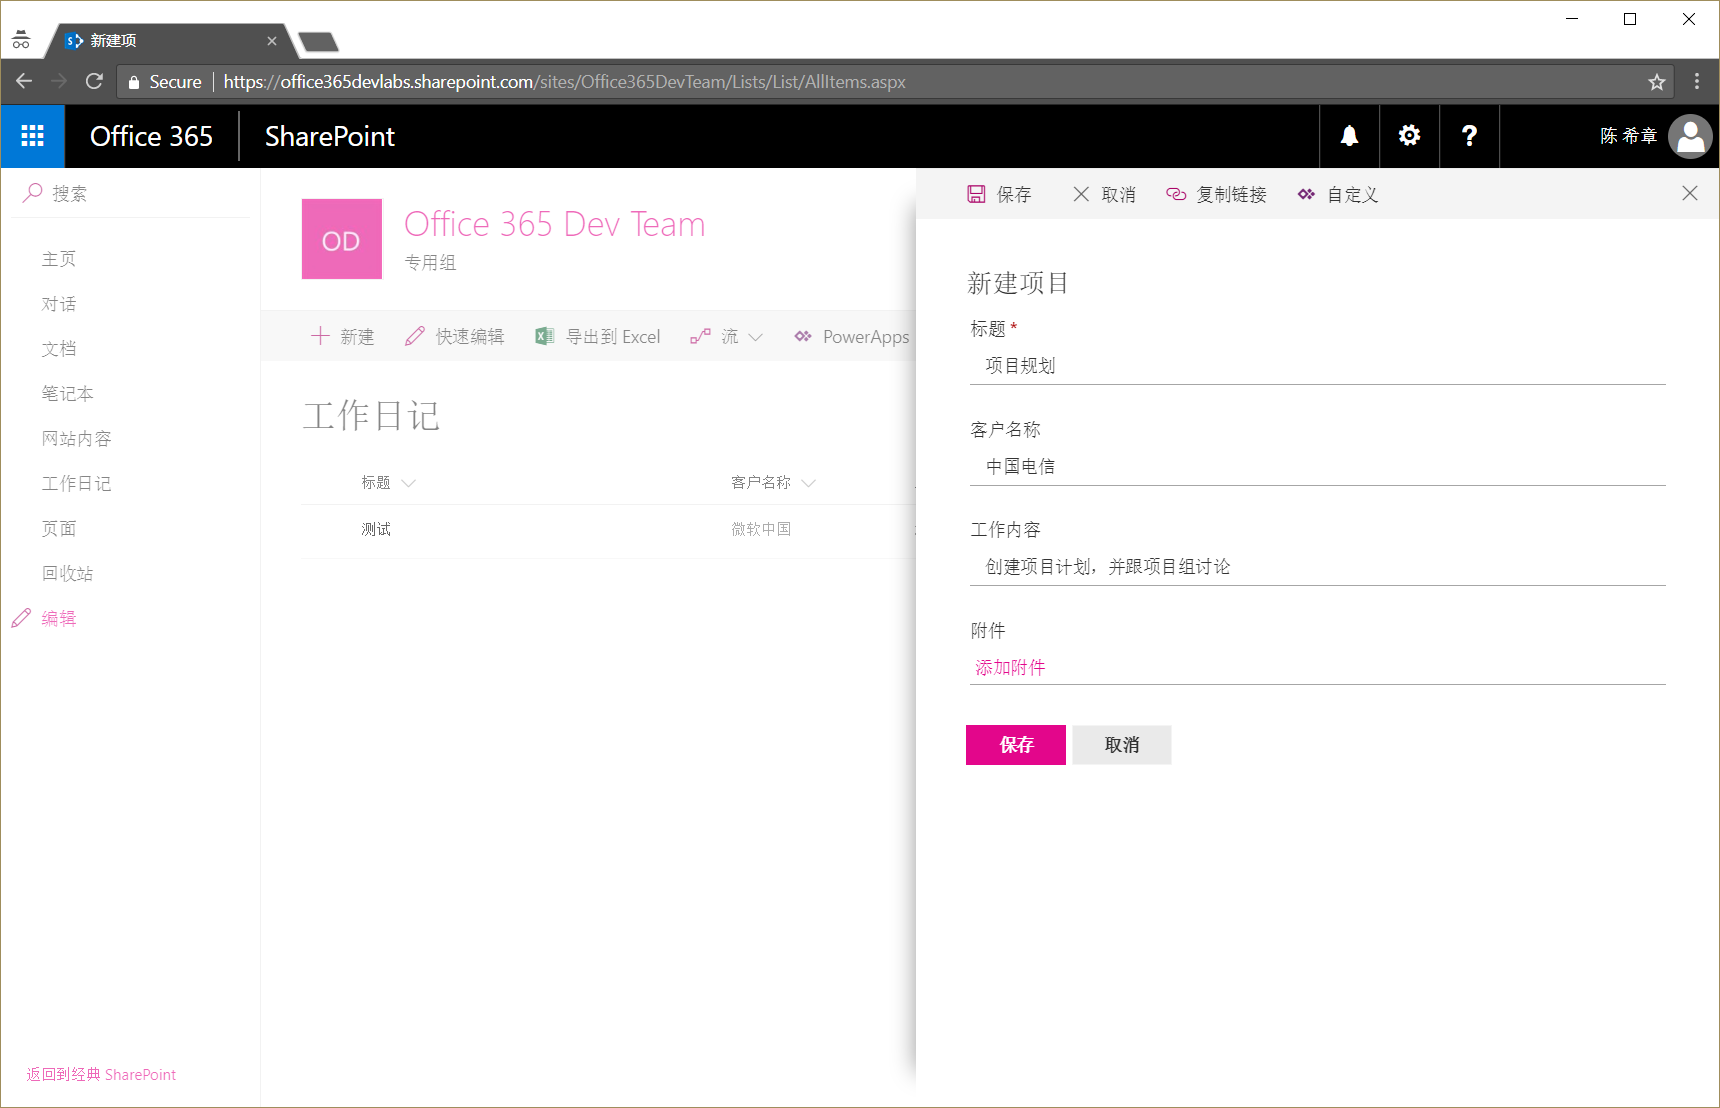 新建项
Secure | https://office365devlabs.sharepoint.com/sites/Office365DevTeam/Lists/List/AllItems.aspx
Office 365 SharePoint
陈 希章
搜索
主页
对话
文档
笔记本
网站内容
工作日记
页面
回收站
编辑
返回到经典 SharePoint
OD
Office 365 Dev Team
专用组
新建 快速编辑 导出到 Excel 流 PowerApps
工作日记
标题 客户名称
测试 微软中国
保存 取消 复制链接 自定义
新建项目
标题 *
项目规划
客户名称
中国电信
工作内容
创建项目计划，并跟项目组讨论
附件
添加附件
保存 取消